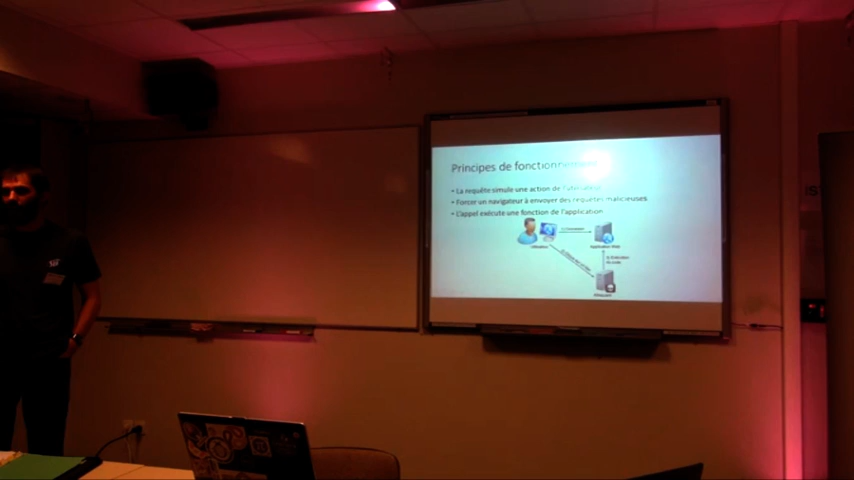 Principes de fonctionnement
• La requête simule une action de l'utilisateur
• Forcer un navigateur à envoyer des requêtes malicieuses
• L'appel exécute une fonction de l'application
Utilisateur
Application Web